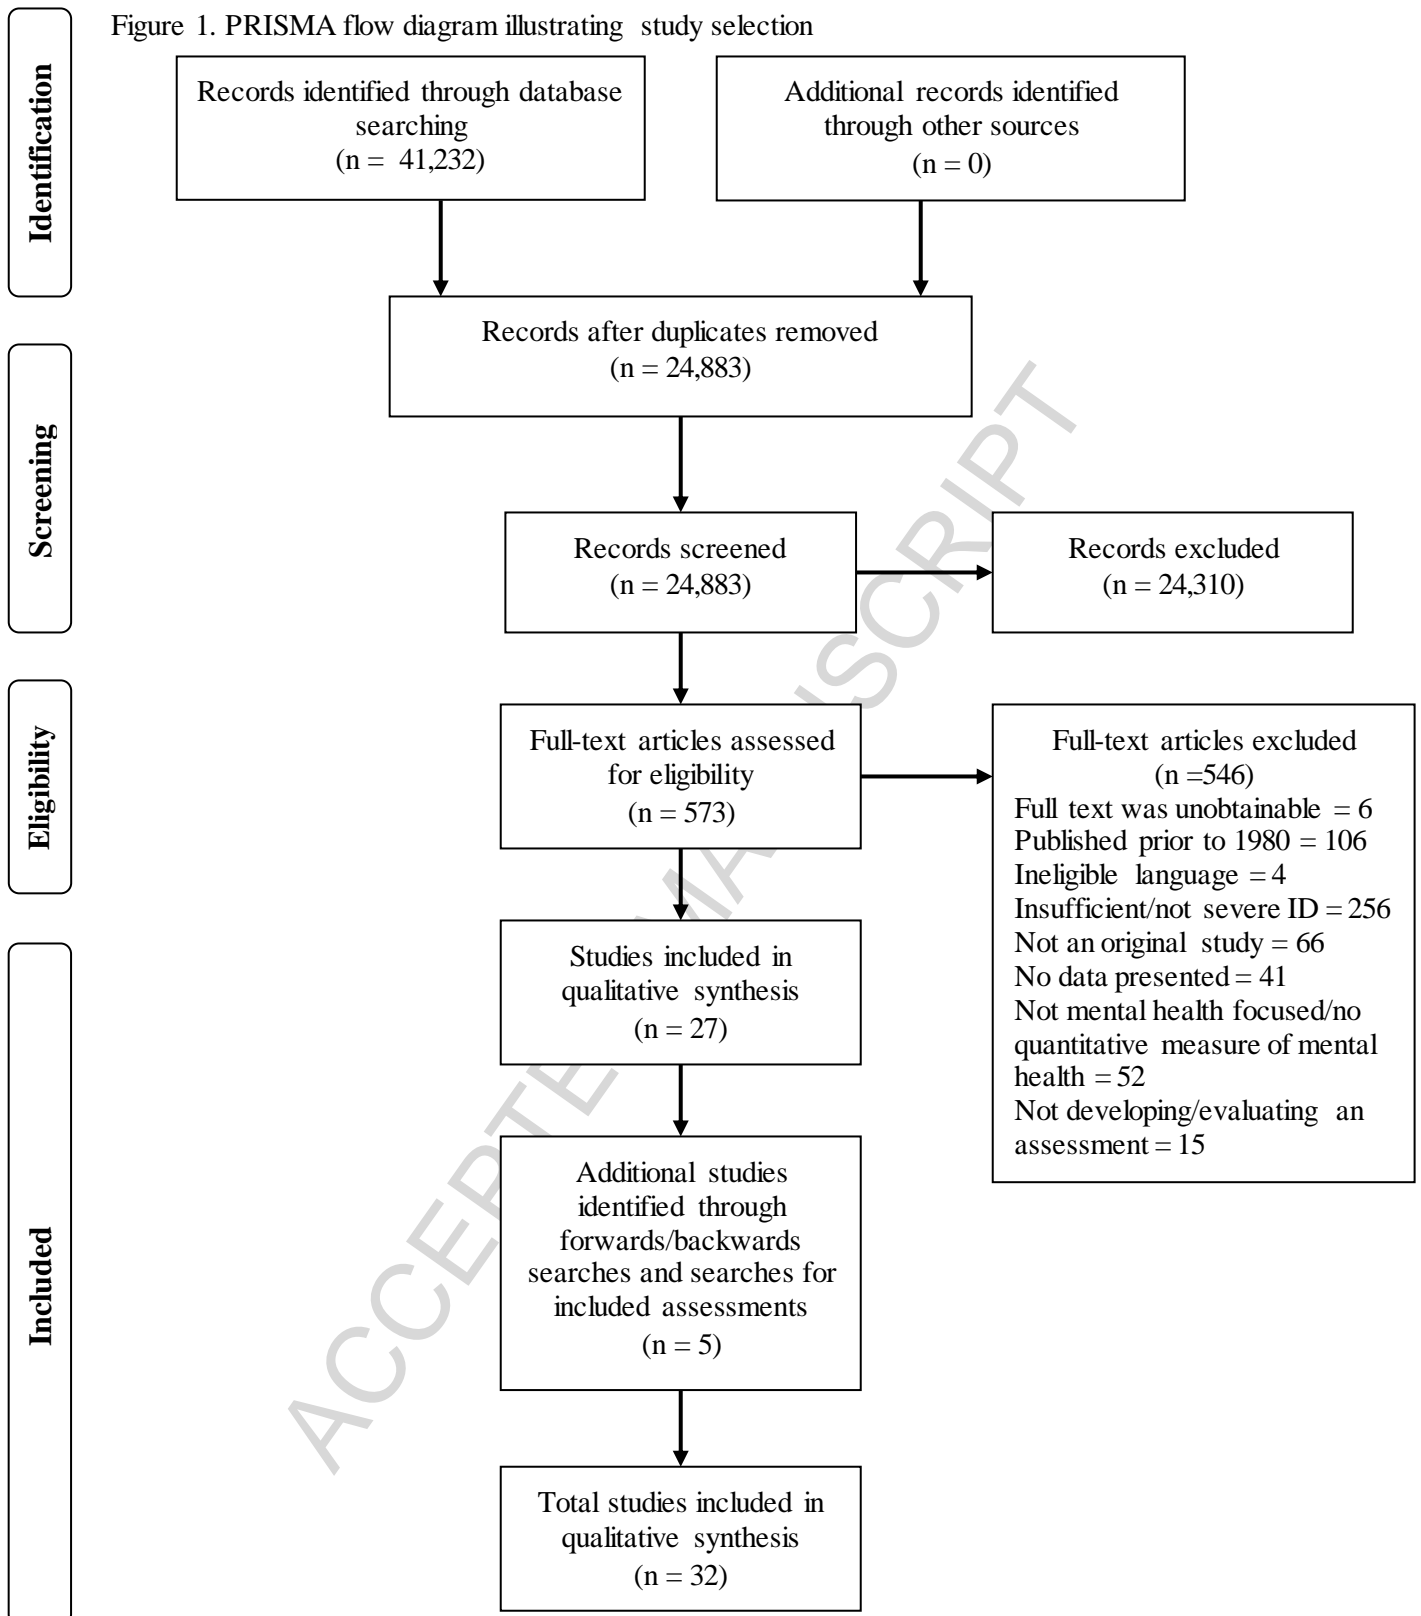 Figure 1. PRISMA flow diagram illustrating study selection
Identification
Records identified through database
searching
(n = 41,232)
Additional records identified
through other sources
(n = 0)
Records after duplicates removed
(n = 24,883)
Screening
Records screened
(n = 24,883)
Records excluded
(n = 24,310)
Eligibility
Full-text articles assessed
for eligibility
(n = 573)
Full-text articles excluded
(n =546)
Full text was unobtainable = 6
Published prior to 1980 = 106
Ineligible language = 4
Insufficient/not severe ID = 256
Not an original study = 66
No data presented = 41
Not mental health focused/no
quantitative measure of mental
health = 52
Not developing/evaluating an
assessment = 15
Included
Studies included in
qualitative synthesis
(n = 27)
Additional studies
identified through
forwards/backwards
searches and searches for
included assessments
(n = 5)
Total studies included in
qualitative synthesis
(n = 32)
ACCEPTED MANUSCRIPT